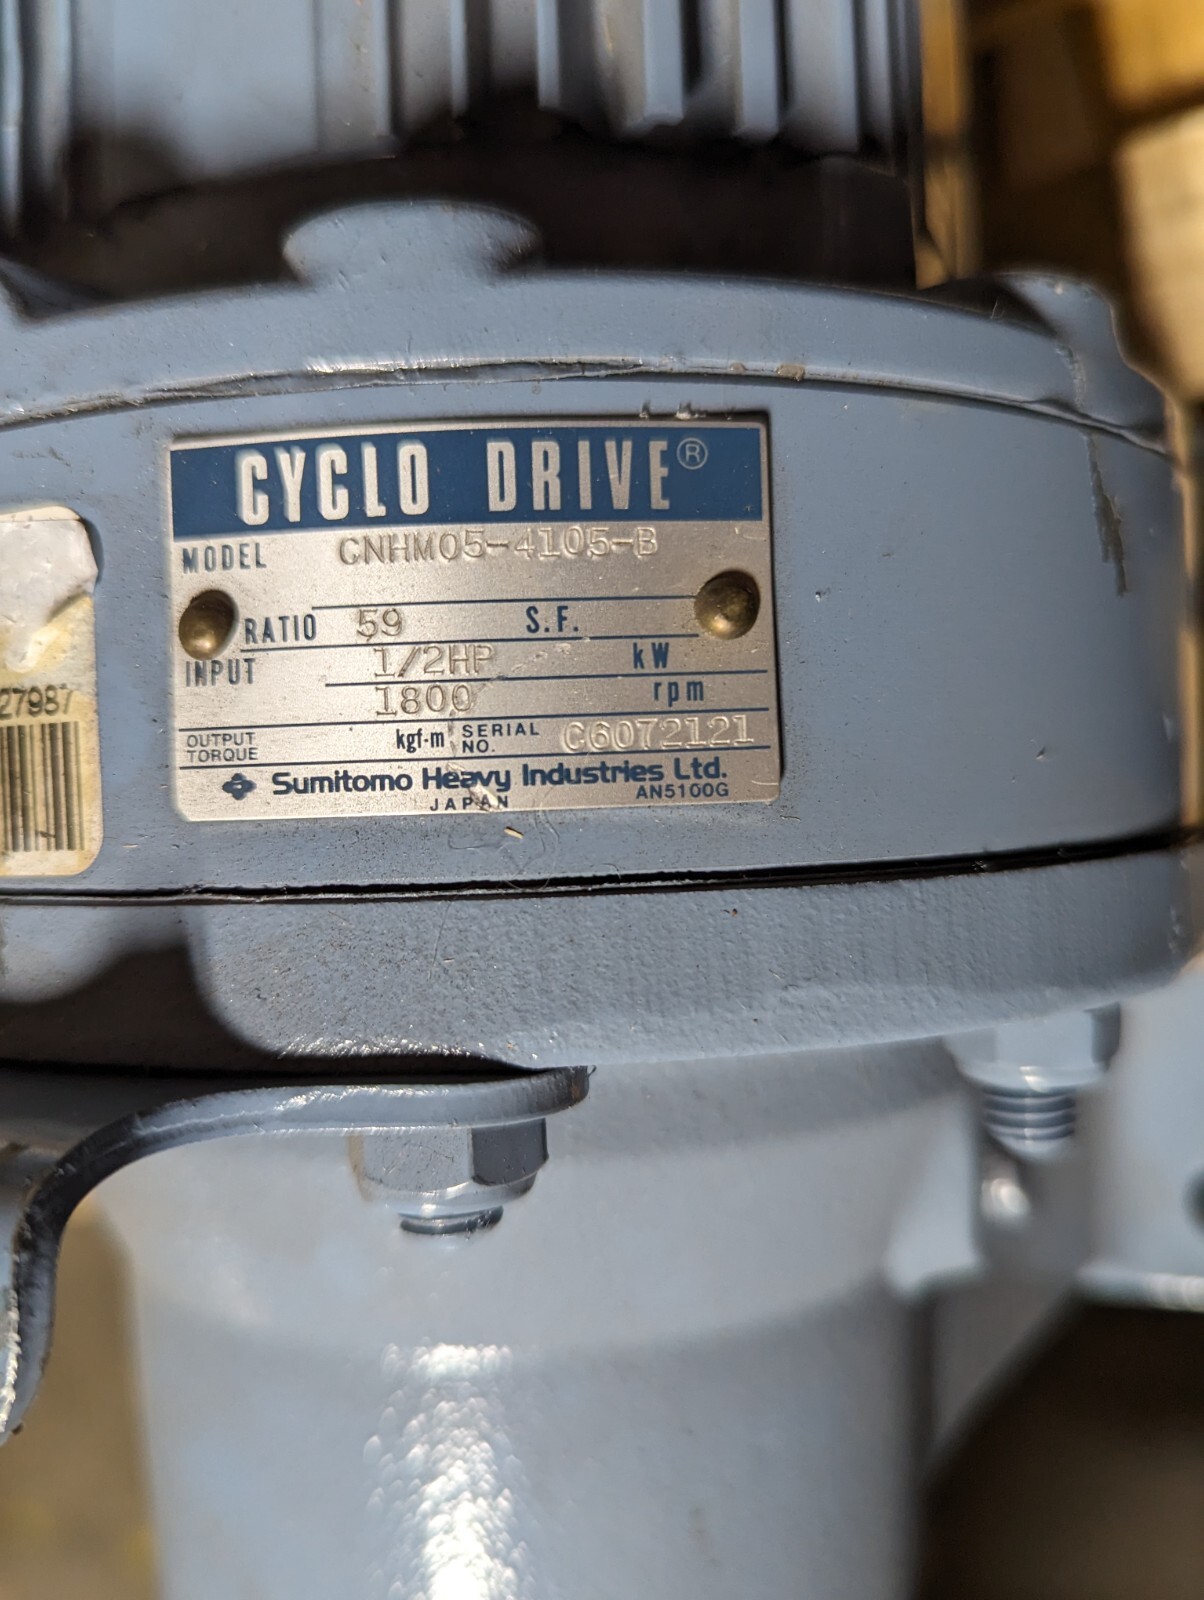 CYCLO DRIVE®
MODEL CNHM05-4105-B
RATIO 59 S.F.
INPUT 1/2HP kW
1800 rpm
OUTPUT TORQUE kgf-m SERIAL NO. C6072121
Sumitomo Heavy Industries Ltd.
JAPAN AN5100G
27987